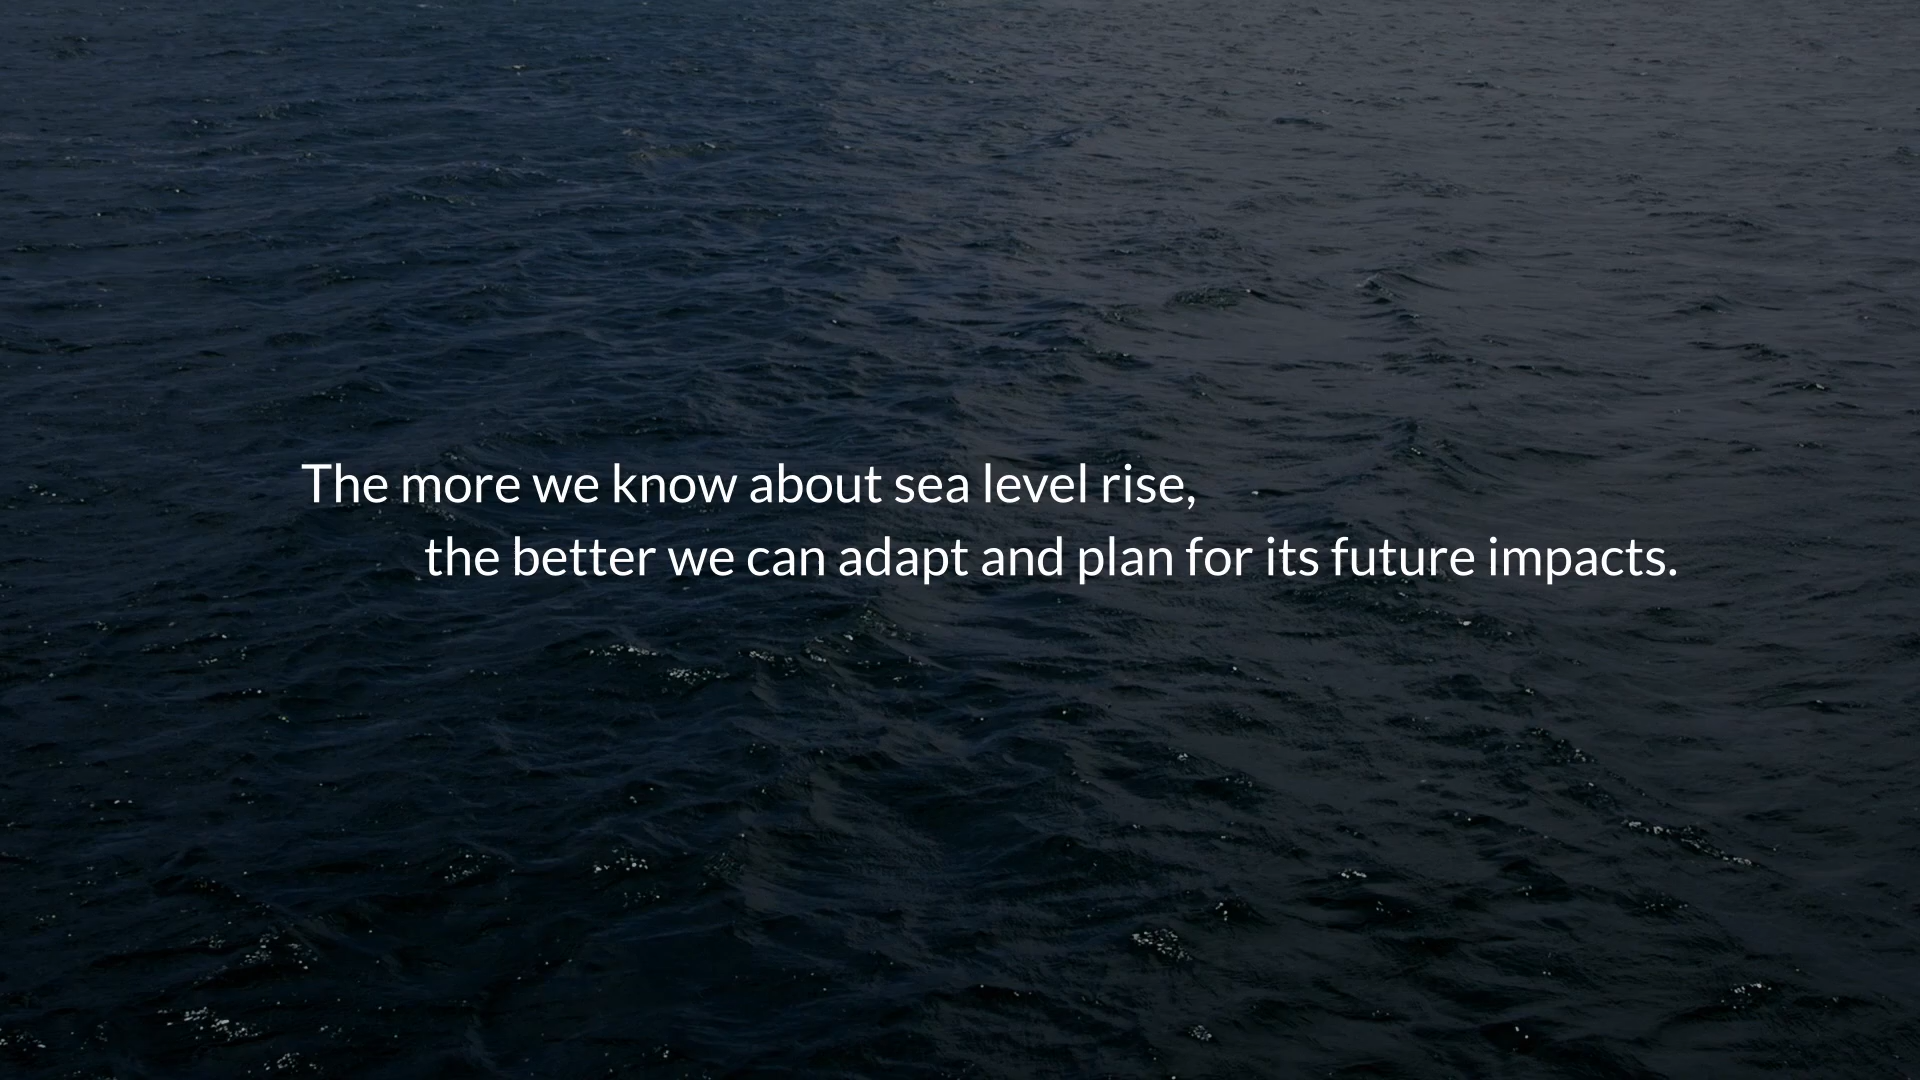 The more we know about sea level rise,
the better we can adapt and plan for its future impacts.